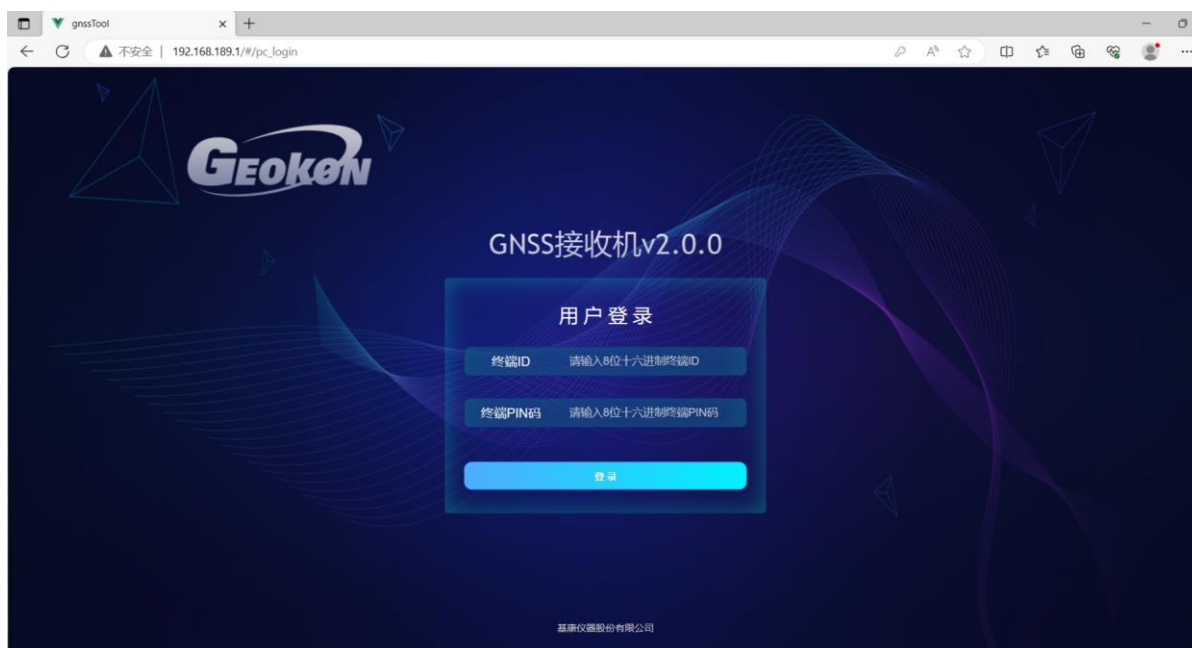 gnssTool
不安全 | 192.168.189.1/#/pc_login
GEOKON
GNSS接收机v2.0.0
用户登录
终端ID 请输入8位十六进制终端ID
终端PIN码 请输入8位十六进制终端PIN码
登录
基康仪器股份有限公司